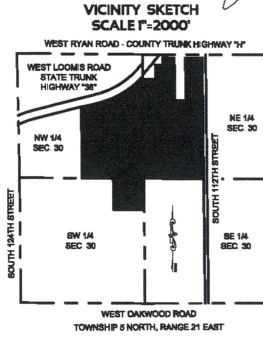 VICINITY SKETCH
SCALE 1"=2000'
WEST RYAN ROAD - COUNTY TRUNK HIGHWAY "H"
WEST LOOMIS ROAD
STATE TRUNK
HIGHWAY "36"
NW 1/4
SEC. 30
NE 1/4
SEC. 30
SOUTH 124TH STREET
SOUTH 112TH STREET
SW 1/4
SEC. 30
SE 1/4
SEC. 30
WEST OAKWOOD ROAD
TOWNSHIP 5 NORTH, RANGE 21 EAST